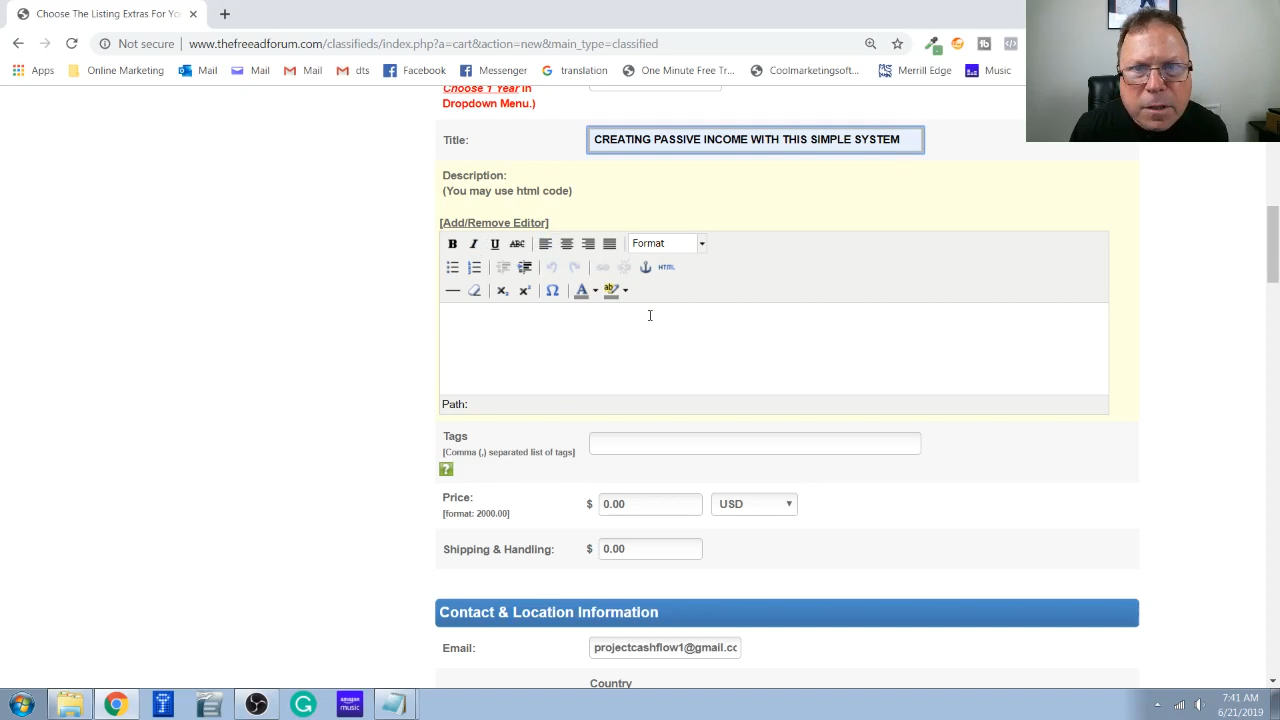 Choose The Listing Extras For Yo
Not secure
www.thefreeadforum.com/classifieds/index.php?a=cart&action=new&main_type=classified
Apps Online Marketing Mail Mail Mail dts Facebook Messenger translation One Minute Free Tr... Coolmarketingsoft... Merrill Edge Music
Choose 1 Year in
Dropdown Menu.)
Title: CREATING PASSIVE INCOME WITH THIS SIMPLE SYSTEM
Description:
(You may use html code)
[Add/Remove Editor]
B I U ABC Format
HTML
Path:
Tags
[Comma (,) separated list of tags]
?
Price: $ 0.00 USD
[format: 2000.00]
Shipping & Handling: $ 0.00
Contact & Location Information
Email: projectcashflow1@gmail.cc
Country
amazon
music
7:41 AM
6/21/2019